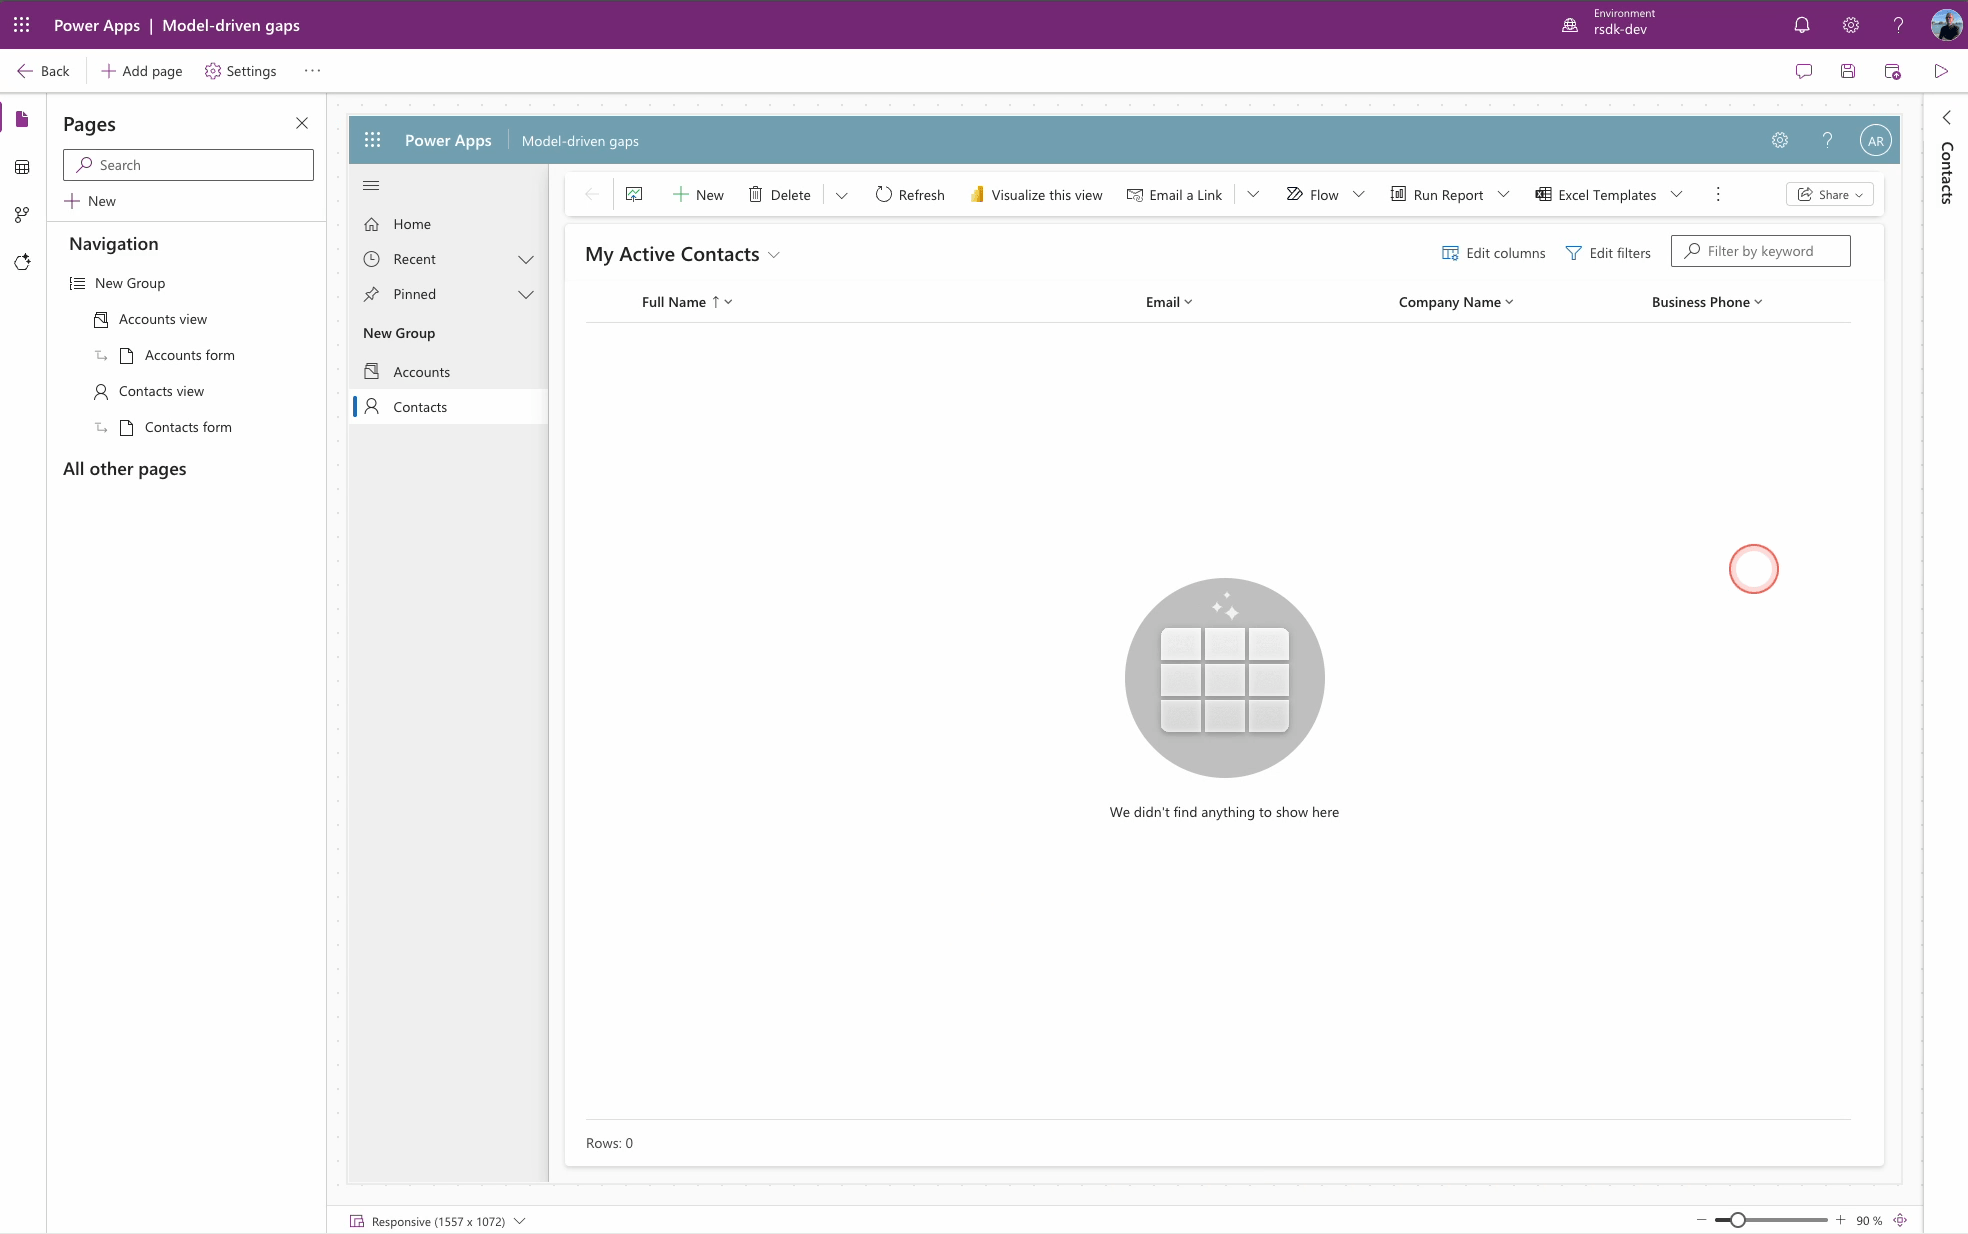 Power Apps | Model-driven gaps
Environment
rsdk-dev
Back
Add page
Settings
Pages
Search
New
Navigation
New Group
Accounts view
Accounts form
Contacts view
Contacts form
All other pages
Power Apps
Model-driven gaps
AR
Home
Recent
Pinned
New Group
Accounts
Contacts
New
Delete
Refresh
Visualize this view
Email a Link
Flow
Run Report
Excel Templates
Share
My Active Contacts
Edit columns
Edit filters
Filter by keyword
Full Name ↑
Email
Company Name
Business Phone
We didn't find anything to show here
Rows: 0
Responsive (1557 x 1072)
90 %
Contacts